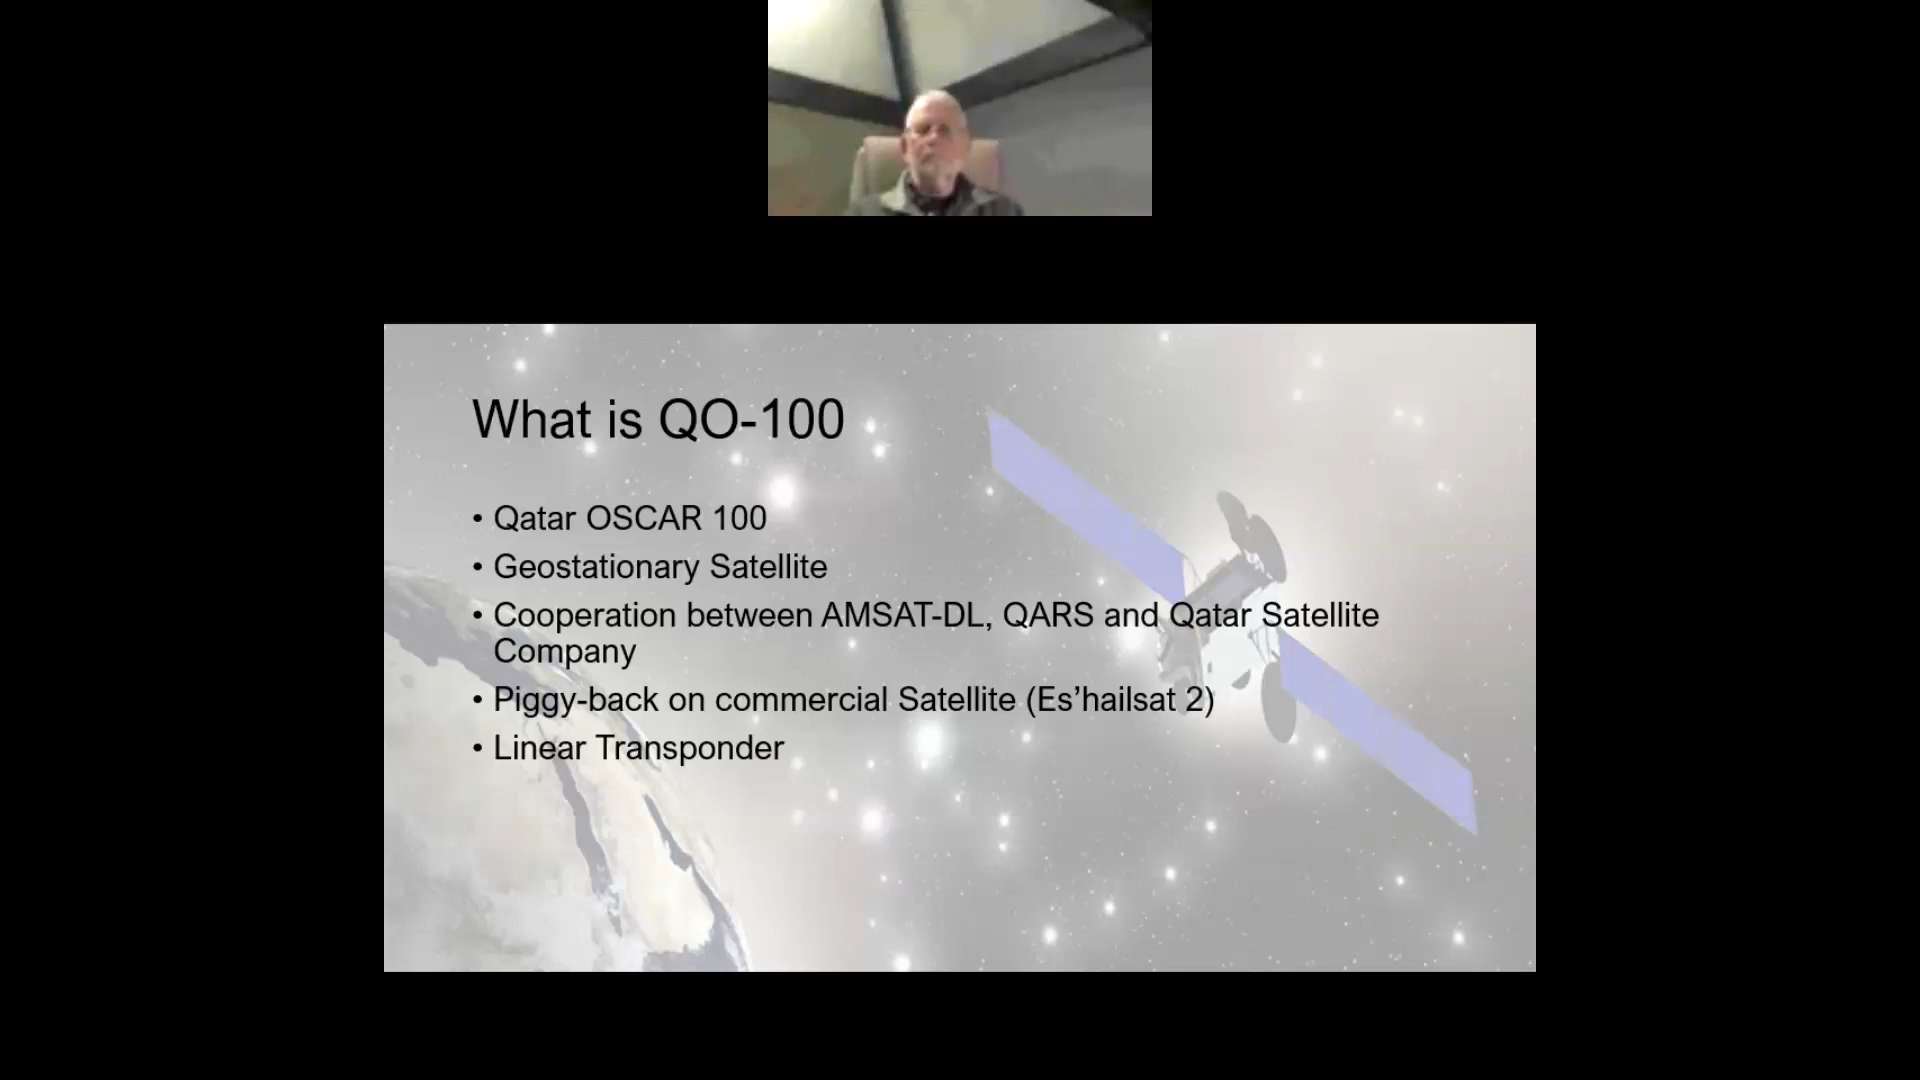 What is QO-100
• Qatar OSCAR 100
• Geostationary Satellite
• Cooperation between AMSAT-DL, QARS and Qatar Satellite
Company
• Piggy-back on commercial Satellite (Es’hailsat 2)
• Linear Transponder